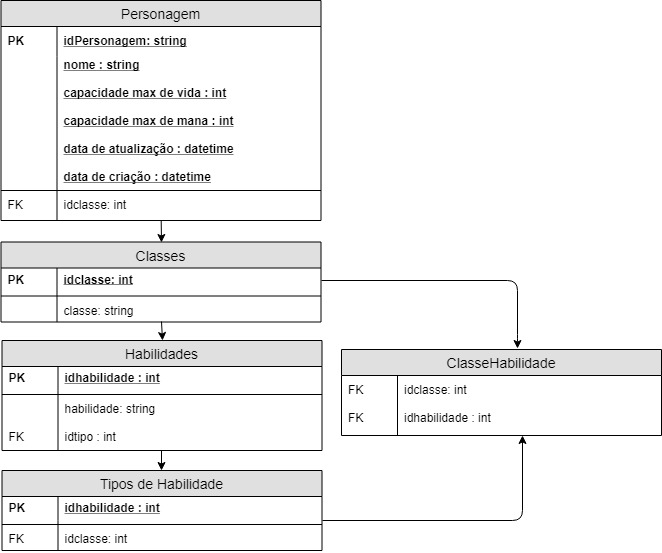 Personagem
PK idPersonagem: string
nome : string
capacidade max de vida : int
capacidade max de mana : int
data de atualização : datetime
data de criação : datetime
FK idclasse: int
Classes
PK idclasse: int
classe: string
Habilidades
PK idhabilidade : int
habilidade: string
FK idtipo : int
Tipos de Habilidade
PK idhabilidade : int
FK idclasse: int
ClasseHabilidade
FK idclasse: int
FK idhabilidade : int